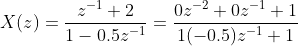 X(z) = \frac{z^{-1} + 2}{1 - 0.5z^{-1}} = \frac{0z^{-2} + 0z^{-1} + 1}{1(-0.5)z^{-1} + 1}